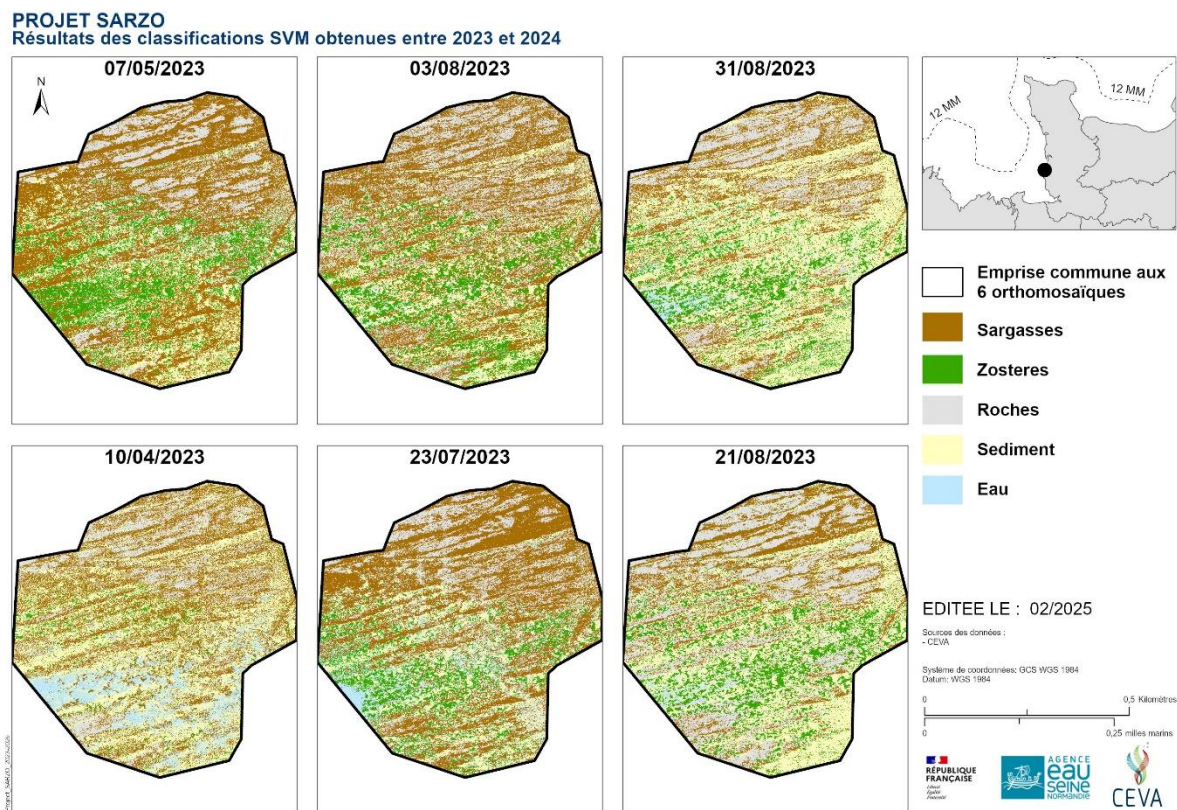 PROJET SARZO
Résultats des classifications SVM obtenues entre 2023 et 2024
07/05/2023
03/08/2023
31/08/2023
N
12 MM
12 MM
Emprise commune aux
6 orthomosaïques
Sargasses
Zosteres
Roches
Sediment
Eau
10/04/2023
23/07/2023
21/08/2023
EDITEE LE : 02/2025
Sources des données :
- CEVA
Système de coordonnées: GCS WGS 1984
Datum: WGS 1984
0
0,5 Kilomètres
0
0,25 milles marins
RÉPUBLIQUE
FRANÇAISE
Liberté
Égalité
Fraternité
AGENCE
eau
SEINE
NORMANDIE
CEVA